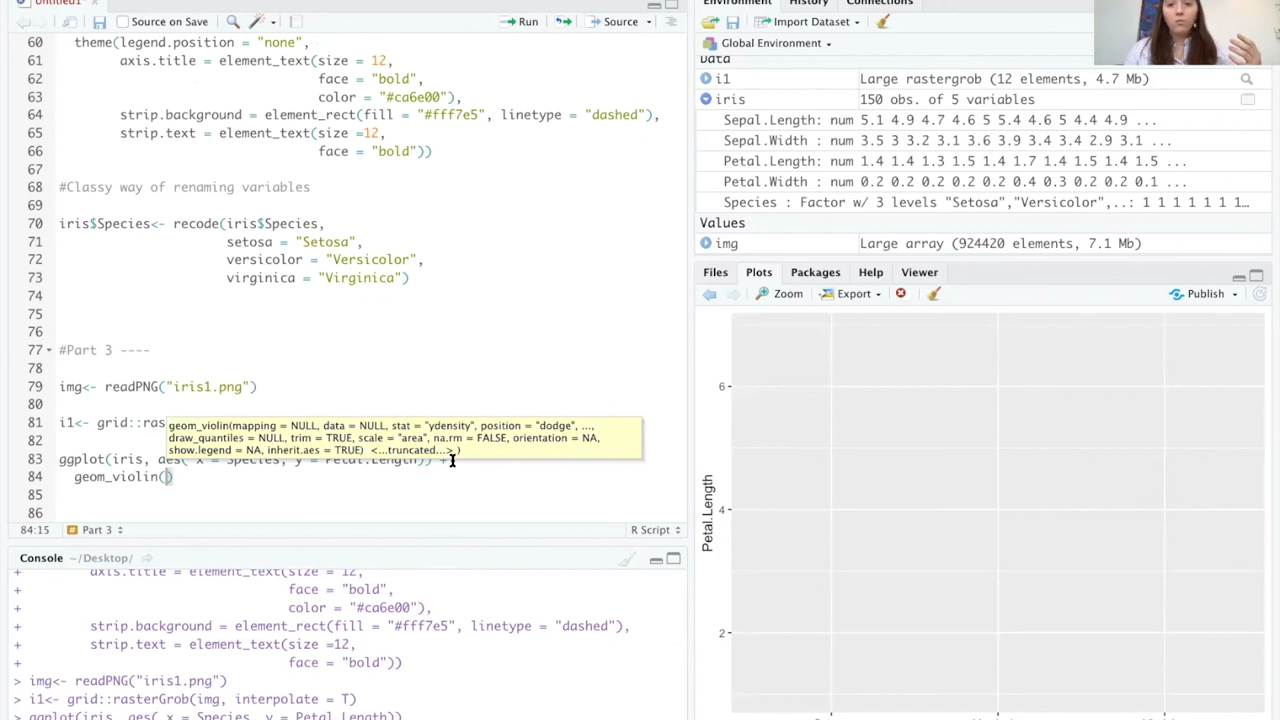 Untitled1*
Source on Save
Run
Source
60 theme(legend.position = "none",
61 axis.title = element_text(size = 12,
62 face = "bold",
63 color = "#ca6e00"),
64 strip.background = element_rect(fill = "#fff7e5", linetype = "dashed"),
65 strip.text = element_text(size =12,
66 face = "bold"))
67
68 #Classy way of renaming variables
69
70 iris$Species<- recode(iris$Species,
71 setosa = "Setosa",
72 versicolor = "Versicolor",
73 virginica = "Virginica")
74
75
76
77 #Part 3 ----
78
79 img<- readPNG("iris1.png")
80
81 i1<- grid::ras
geom_violin(mapping = NULL, data = NULL, stat = "ydensity", position = "dodge", ...,
draw_quantiles = NULL, trim = TRUE, scale = "area", na.rm = FALSE, orientation = NA,
show.legend = NA, inherit.aes = TRUE) <...truncated...> )
82
83 ggplot(iris, aes( x = Species, y = Petal.Length)) +
84 geom_violin()
85
86
84:15 Part 3 R Script
Console ~/Desktop/
+ axis.title = element_text(size = 12,
+ face = "bold",
+ color = "#ca6e00"),
+ strip.background = element_rect(fill = "#fff7e5", linetype = "dashed"),
+ strip.text = element_text(size =12,
+ face = "bold"))
> img<- readPNG("iris1.png")
> i1<- grid::rasterGrob(img, interpolate = T)
> ggplot(iris, aes( x = Species, y = Petal.Length))
Environment History Connections
Import Dataset
Global Environment
Data
i1 Large rastergrob (12 elements, 4.7 Mb)
iris 150 obs. of 5 variables
Sepal.Length: num 5.1 4.9 4.7 4.6 5 5.4 4.6 5 4.4 4.9 ...
Sepal.Width : num 3.5 3 3.2 3.1 3.6 3.9 3.4 3.4 2.9 3.1 ...
Petal.Length: num 1.4 1.4 1.3 1.5 1.4 1.7 1.4 1.5 1.4 1.5 ...
Petal.Width : num 0.2 0.2 0.2 0.2 0.2 0.4 0.3 0.2 0.2 0.1 ...
Species : Factor w/ 3 levels "Setosa","Versicolor",..: 1 1 1 1 1 1 1…
Values
img Large array (924420 elements, 7.1 Mb)
Files Plots Packages Help Viewer
Zoom Export Publish
Petal.Length
6
4
2